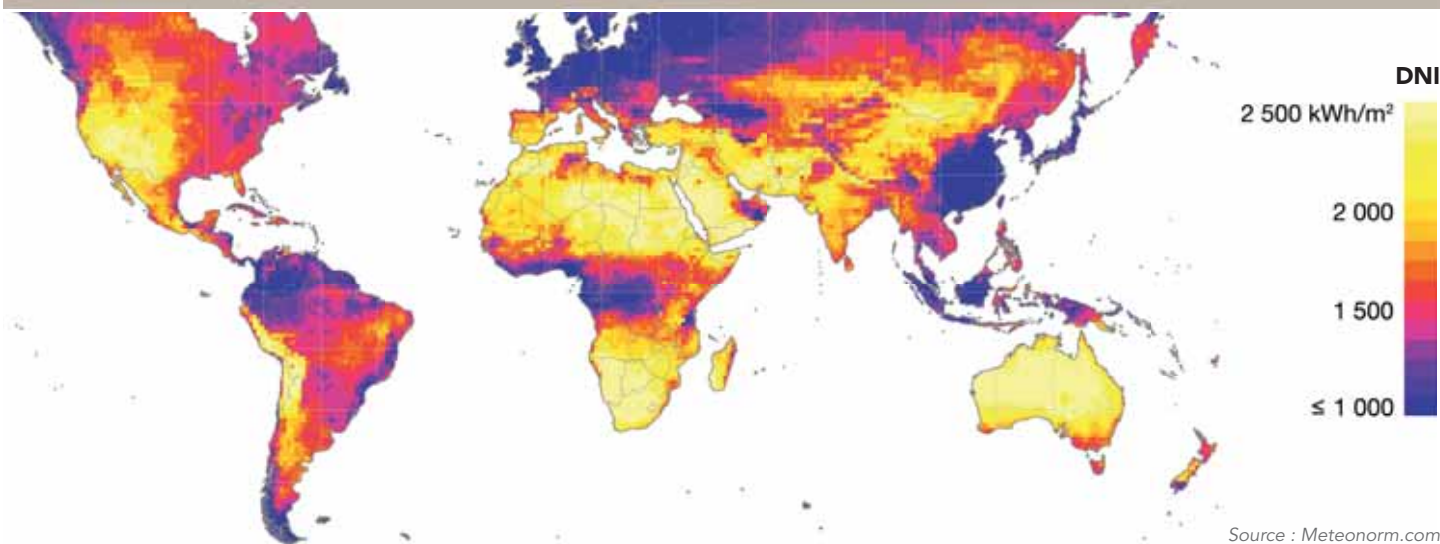 DNI
2 500 kWh/m²
2 000
1 500
≤ 1 000
Source : Meteonorm.com